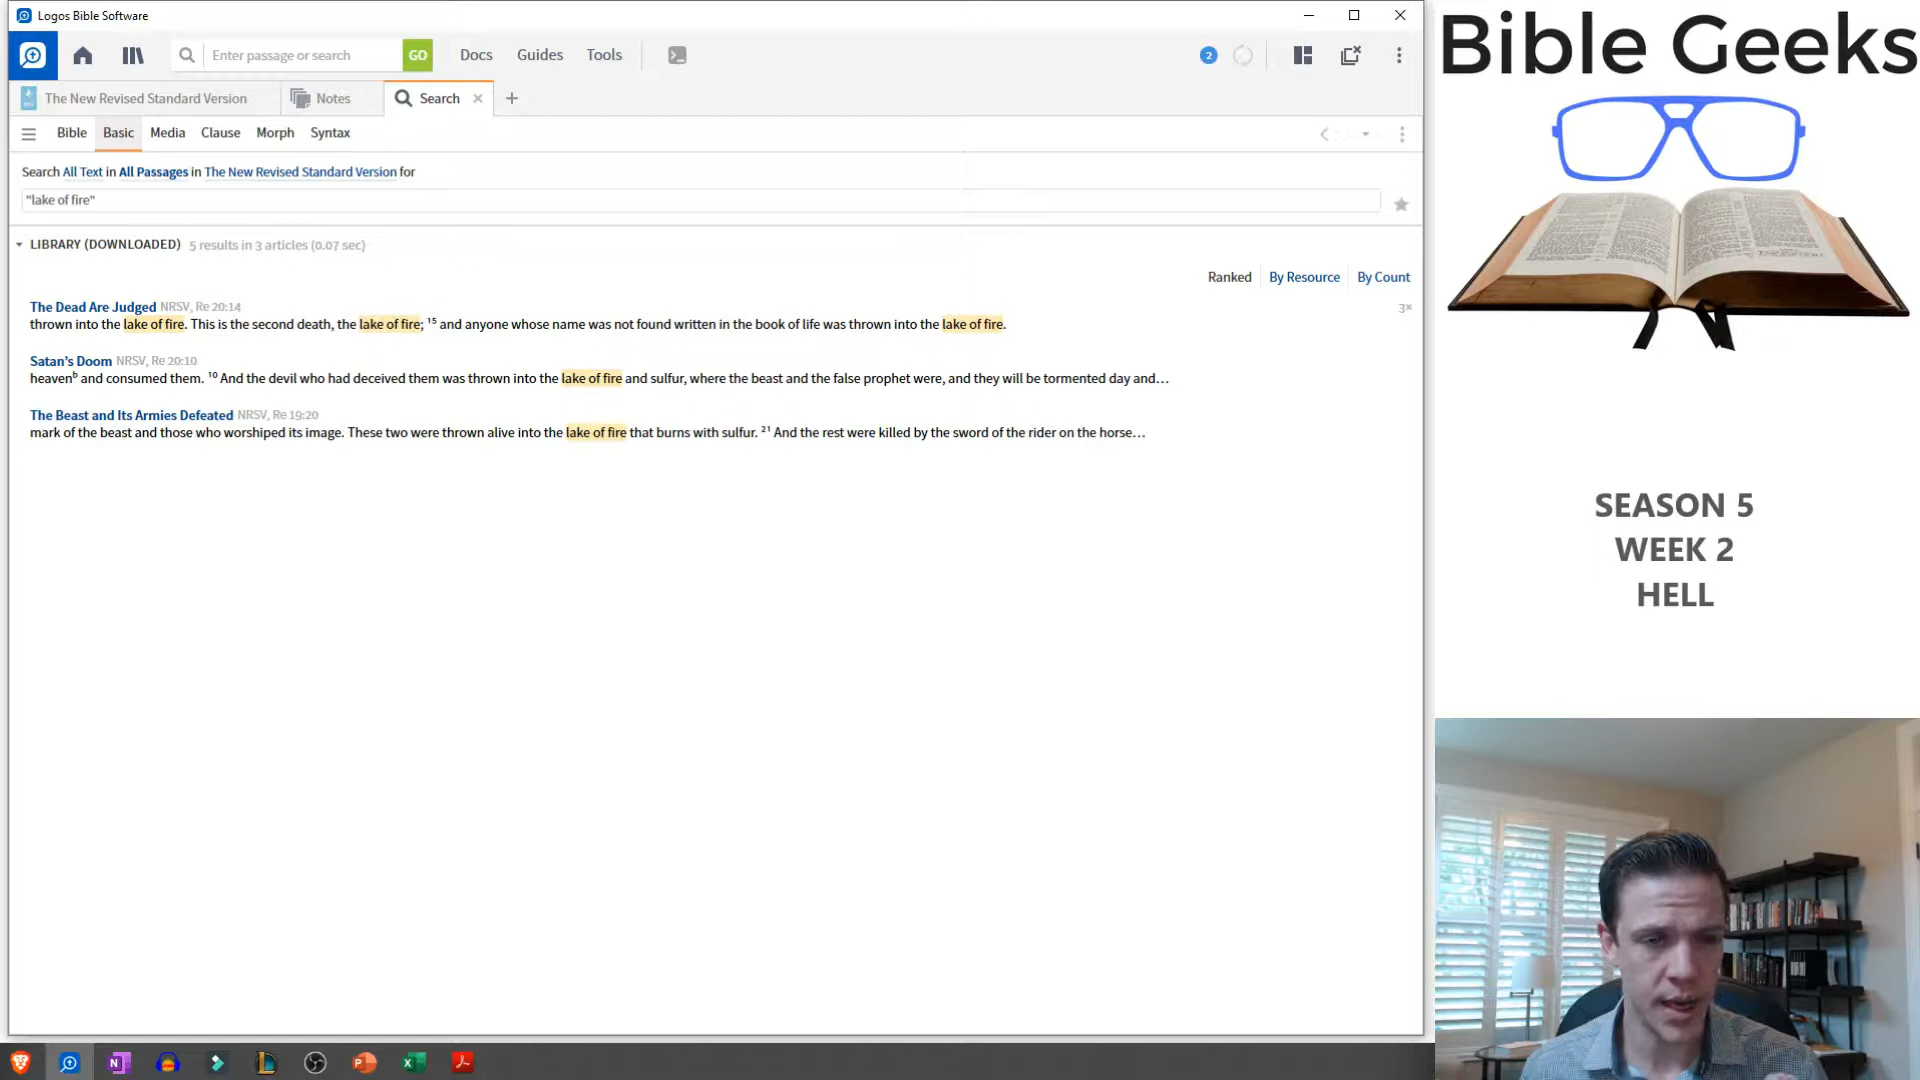 Logos Bible Software
Enter passage or search
GO
Docs
Guides
Tools
2
The New Revised Standard Version
Notes
Search
Bible
Basic
Media
Clause
Morph
Syntax
Search All Text in All Passages in The New Revised Standard Version for
"lake of fire"
LIBRARY (DOWNLOADED) 5 results in 3 articles (0.07 sec)
Ranked
By Resource
By Count
The Dead Are Judged NRSV, Re 20:14
3×
thrown into the lake of fire. This is the second death, the lake of fire; 15 and anyone whose name was not found written in the book of life was thrown into the lake of fire.
Satan's Doom NRSV, Re 20:10
heavenb and consumed them. 10 And the devil who had deceived them was thrown into the lake of fire and sulfur, where the beast and the false prophet were, and they will be tormented day and…
The Beast and Its Armies Defeated NRSV, Re 19:20
mark of the beast and those who worshiped its image. These two were thrown alive into the lake of fire that burns with sulfur. 21 And the rest were killed by the sword of the rider on the horse…
Bible Geeks
SEASON 5
WEEK 2
HELL